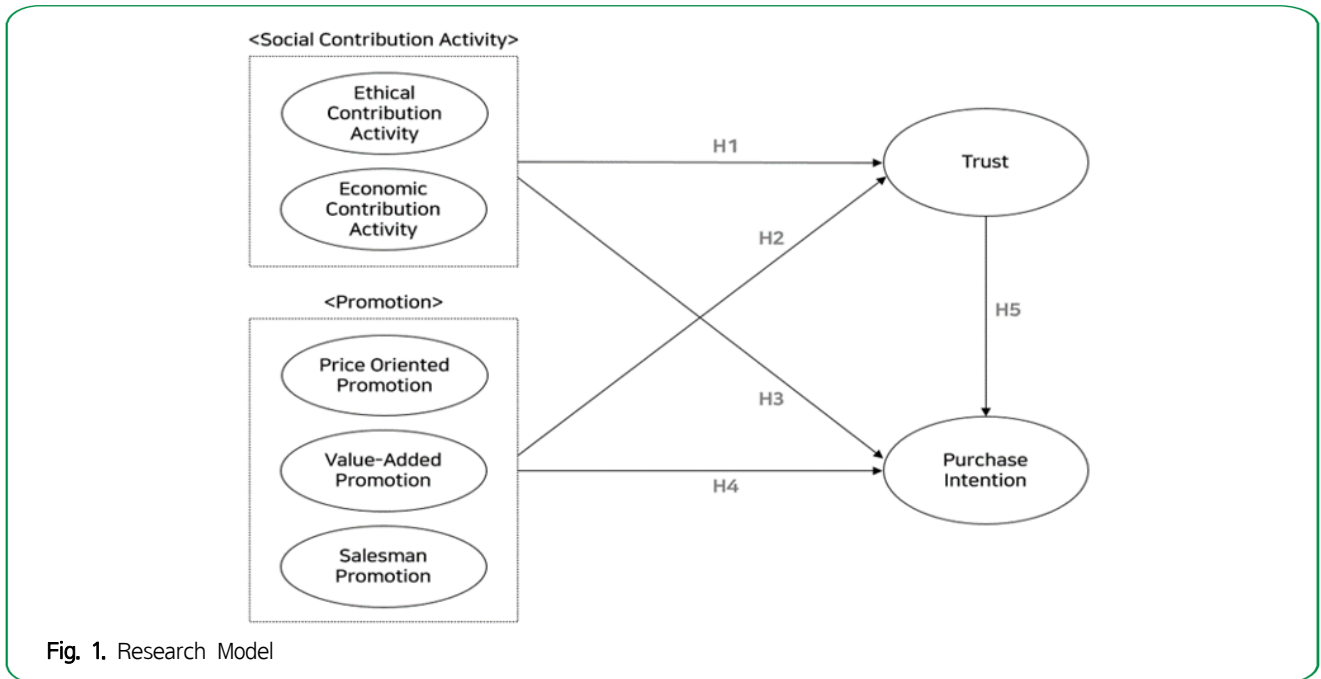 <Social Contribution Activity>
Ethical
Contribution
Activity
Economic
Contribution
Activity
<Promotion>
Price Oriented
Promotion
Value-Added
Promotion
Salesman
Promotion
H1
H2
H3
H4
Trust
H5
Purchase
Intention
Fig. 1. Research Model